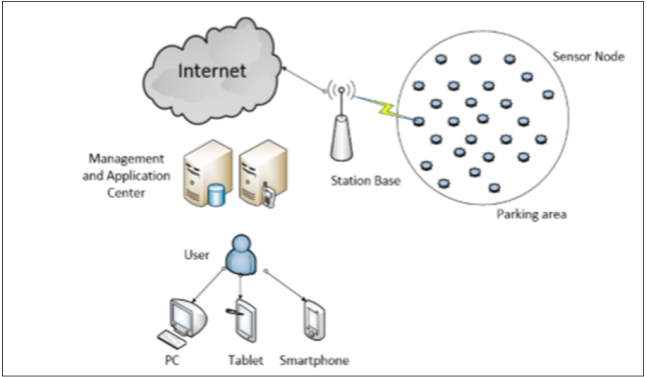 Internet
Sensor Node
Management
and Application
Center
Station Base
Parking area
User
PC
Tablet
Smartphone